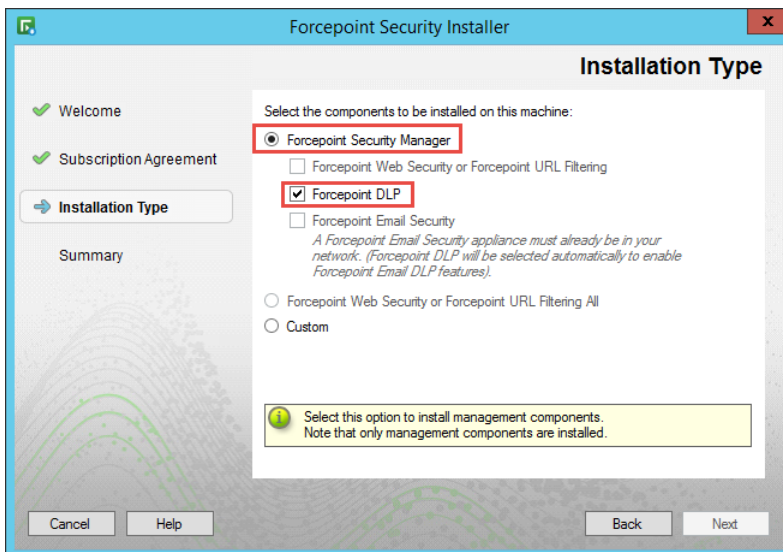 Forcepoint Security Installer
x
Installation Type
Welcome
Subscription Agreement
Installation Type
Summary
Select the components to be installed on this machine:
Forcepoint Security Manager
Forcepoint Web Security or Forcepoint URL Filtering
Forcepoint DLP
Forcepoint Email Security
A Forcepoint Email Security appliance must already be in your
network. (Forcepoint DLP will be selected automatically to enable
Forcepoint Email DLP features).
Forcepoint Web Security or Forcepoint URL Filtering All
Custom
Select this option to install management components.
Note that only management components are installed.
Cancel
Help
Back
Next